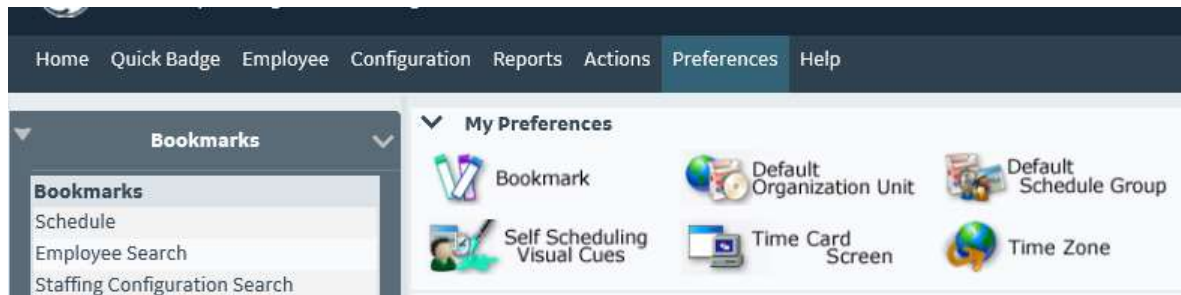 Home Quick Badge Employee Configuration Reports Actions Preferences Help
Bookmarks
Bookmarks
Schedule
Employee Search
Staffing Configuration Search
My Preferences
Bookmark
Default
Organization Unit
Default
Schedule Group
Self Scheduling
Visual Cues
Time Card
Screen
Time Zone